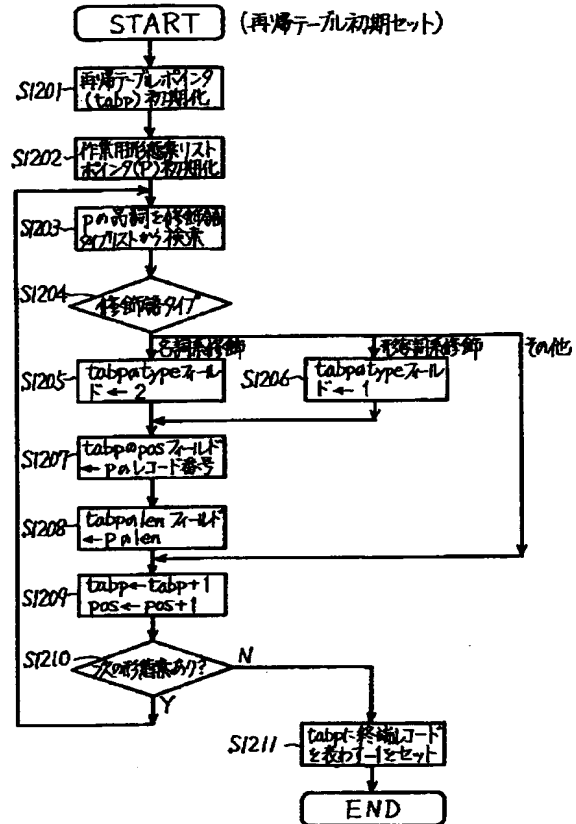 START (再帰テーブル初期セット)
S1201
再帰テーブルポインタ
(tabp)初期化
S1202
作業用形態素リスト
ポインタ(P)初期化
S1203
Pの品詞を修飾語
タイプリストから検索
S1204
修飾語タイプ
名詞系修飾
形容詞系修飾
その他
S1205
tabpのtypeフィール
ド←2
S1206
tabpのtypeフィール
ド←1
S1207
tabpのposフィールド
←Pのレコード番号
S1208
tabpのlenフィールド
←Pのlen
S1209
tabp←tabp+1
pos←pos+1
S1210
次の形態素あり?
N
Y
S1211
tabpに終端レコード
を表わす-1をセット
END